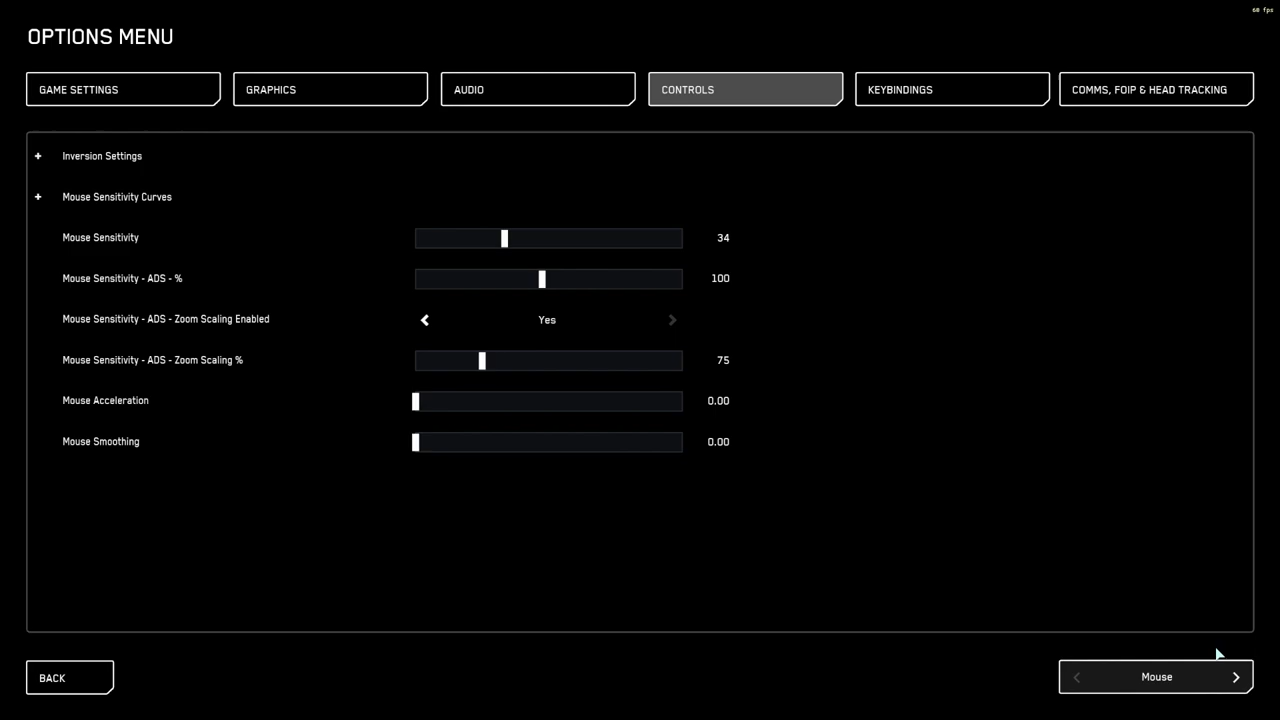 60 fps
OPTIONS MENU
GAME SETTINGS
GRAPHICS
AUDIO
CONTROLS
KEYBINDINGS
COMMS, FOIP & HEAD TRACKING
+ Inversion Settings
+ Mouse Sensitivity Curves
Mouse Sensitivity 34
Mouse Sensitivity - ADS - % 100
Mouse Sensitivity - ADS - Zoom Scaling Enabled Yes
Mouse Sensitivity - ADS - Zoom Scaling % 75
Mouse Acceleration 0.00
Mouse Smoothing 0.00
BACK
Mouse